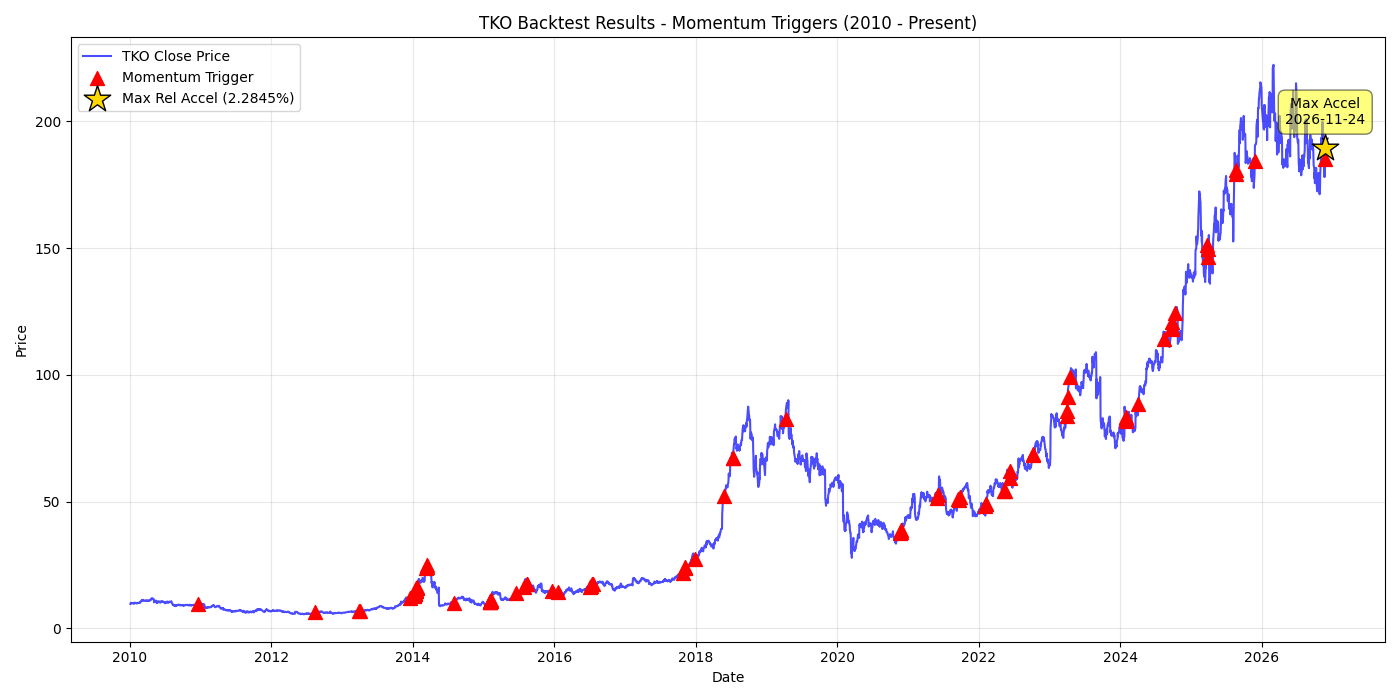 TKO Backtest Results - Momentum Triggers (2010 - Present)
TKO Close Price
Momentum Trigger
Max Rel Accel (2.2845%)
Max Accel
2026-11-24
Price
200
150
100
50
0
2010
2012
2014
2016
2018
2020
2022
2024
2026
Date